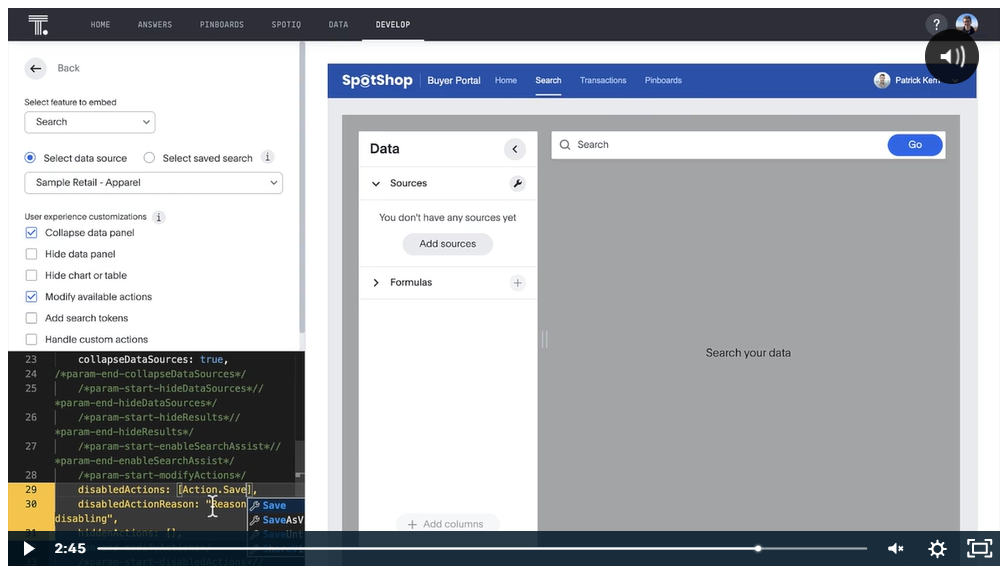 T.
HOME ANSWERS PINBOARDS SPOTIQ DATA DEVELOP
?
Back
Select feature to embed
Search
Select data source Select saved search i
Sample Retail - Apparel
User experience customizations i
Collapse data panel
Hide data panel
Hide chart or table
Modify available actions
Add search tokens
Handle custom actions
23 collapseDataSources: true,
24 /*param-end-collapseDataSources*/
25 /*param-start-hideDataSources*//
*param-end-hideDataSources*/
26 /*param-start-hideResults*//
*param-end-hideResults*/
27 /*param-start-enableSearchAssist*//
*param-end-enableSearchAssist*/
28 /*param-start-modifyActions*/
29 disabledActions: [Action.Save],
30 disabledActionReason: "Reason
disabling",
31 hiddenActions: [],
Save
SaveAsV
SaveUnt
SpotShop Buyer Portal Home Search Transactions Pinboards Patrick
Data
Search Go
Sources
You don't have any sources yet
Add sources
Formulas +
Search your data
+ Add columns
2:45